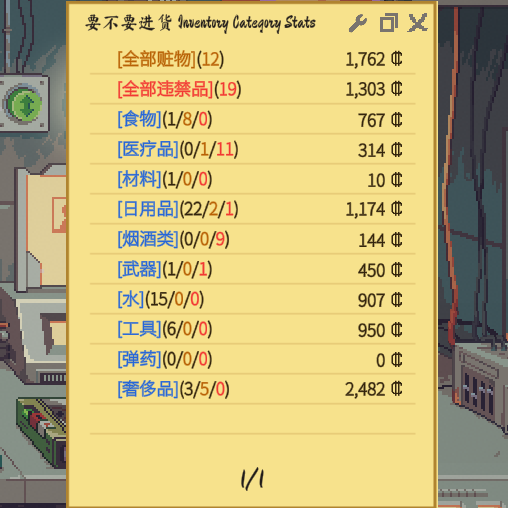 要不要进货 Inventory Category Stats
[全部赃物](12) 1,762 ₵
[全部违禁品](19) 1,303 ₵
[食物](1/8/0) 767 ₵
[医疗品](0/1/11) 314 ₵
[材料](1/0/0) 10 ₵
[日用品](22/2/1) 1,174 ₵
[烟酒类](0/0/9) 144 ₵
[武器](1/0/1) 450 ₵
[水](15/0/0) 907 ₵
[工具](6/0/0) 950 ₵
[弹药](0/0/0) 0 ₵
[奢侈品](3/5/0) 2,482 ₵
1/1